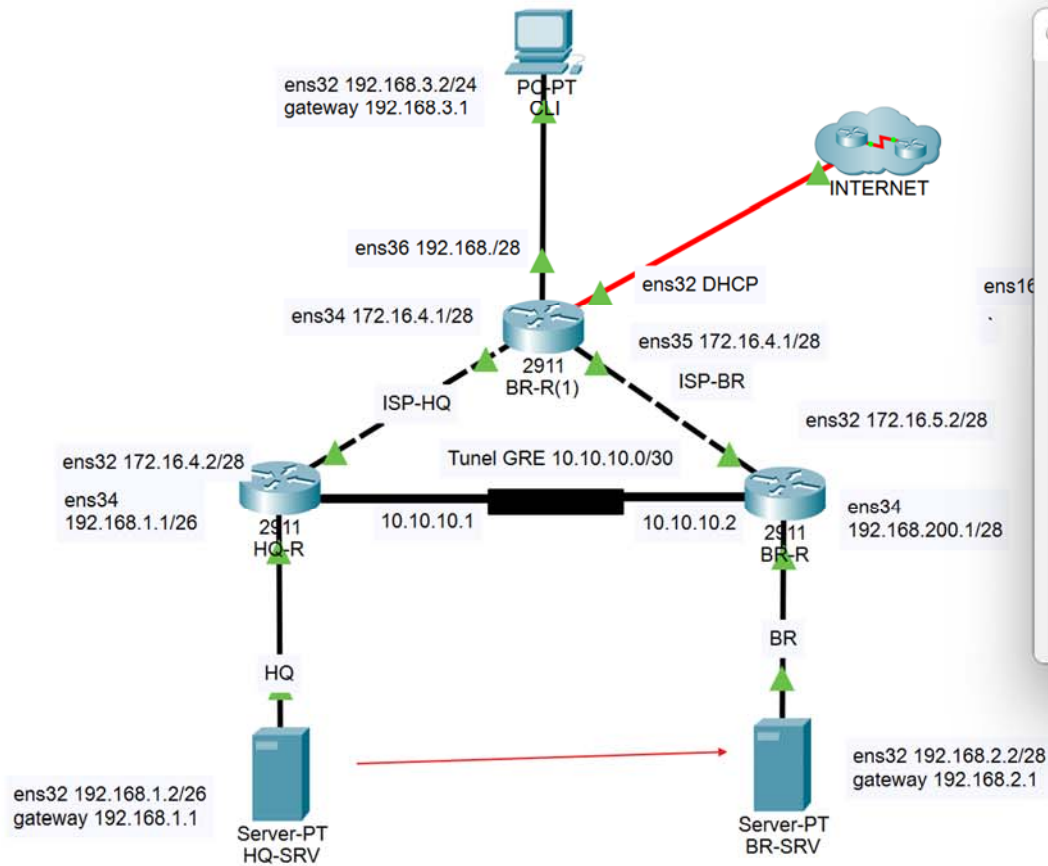 ens32 192.168.3.2/24
gateway 192.168.3.1
PC-PT
CLI
INTERNET
ens36 192.168./28
ens32 DHCP
ens16
ens34 172.16.4.1/28
ens35 172.16.4.1/28
2911
BR-R(1)
ISP-BR
ISP-HQ
ens32 172.16.5.2/28
ens32 172.16.4.2/28
Tunel GRE 10.10.10.0/30
ens34
192.168.1.1/26
10.10.10.1
10.10.10.2
ens34
192.168.200.1/28
2911
HQ-R
2911
BR-R
HQ
BR
ens32 192.168.1.2/26
gateway 192.168.1.1
Server-PT
HQ-SRV
Server-PT
BR-SRV
ens32 192.168.2.2/28
gateway 192.168.2.1